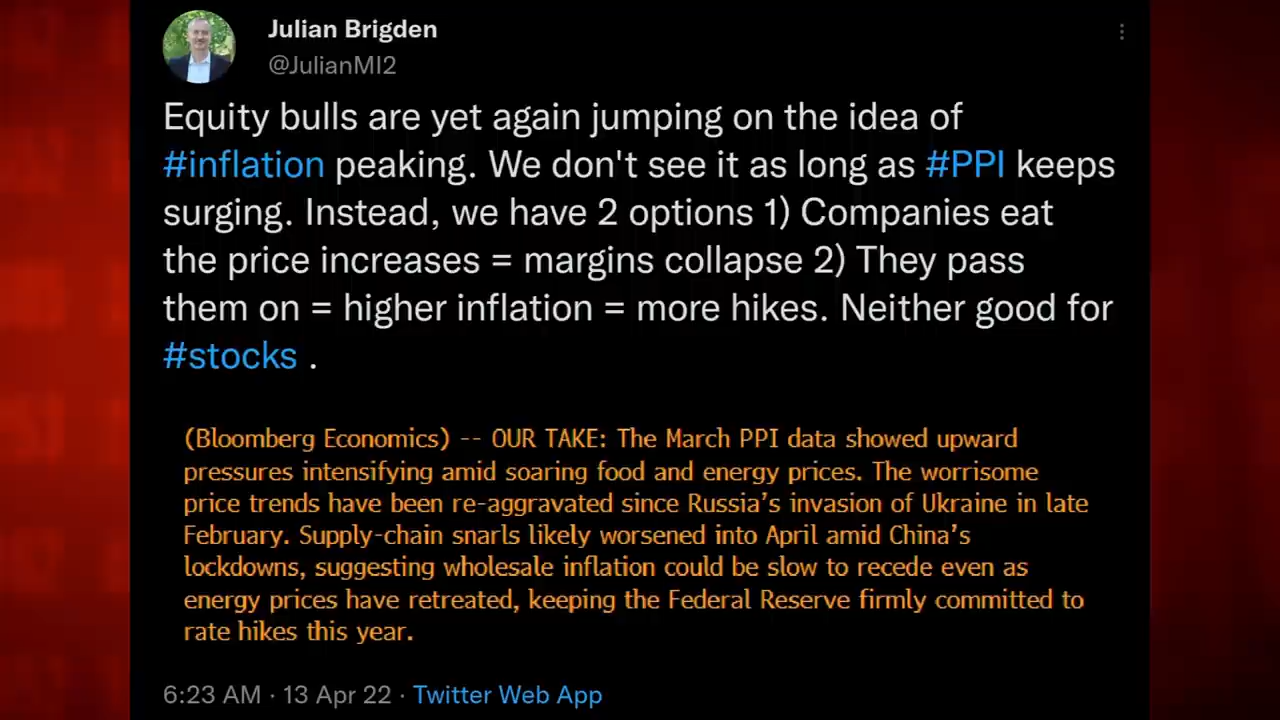 Julian Brigden
@JulianMI2
Equity bulls are yet again jumping on the idea of
#inflation peaking. We don't see it as long as #PPI keeps
surging. Instead, we have 2 options 1) Companies eat
the price increases = margins collapse 2) They pass
them on = higher inflation = more hikes. Neither good for
#stocks .
(Bloomberg Economics) -- OUR TAKE: The March PPI data showed upward
pressures intensifying amid soaring food and energy prices. The worrisome
price trends have been re-aggravated since Russia’s invasion of Ukraine in late
February. Supply-chain snarls likely worsened into April amid China’s
lockdowns, suggesting wholesale inflation could be slow to recede even as
energy prices have retreated, keeping the Federal Reserve firmly committed to
rate hikes this year.
6:23 AM · 13 Apr 22 · Twitter Web App